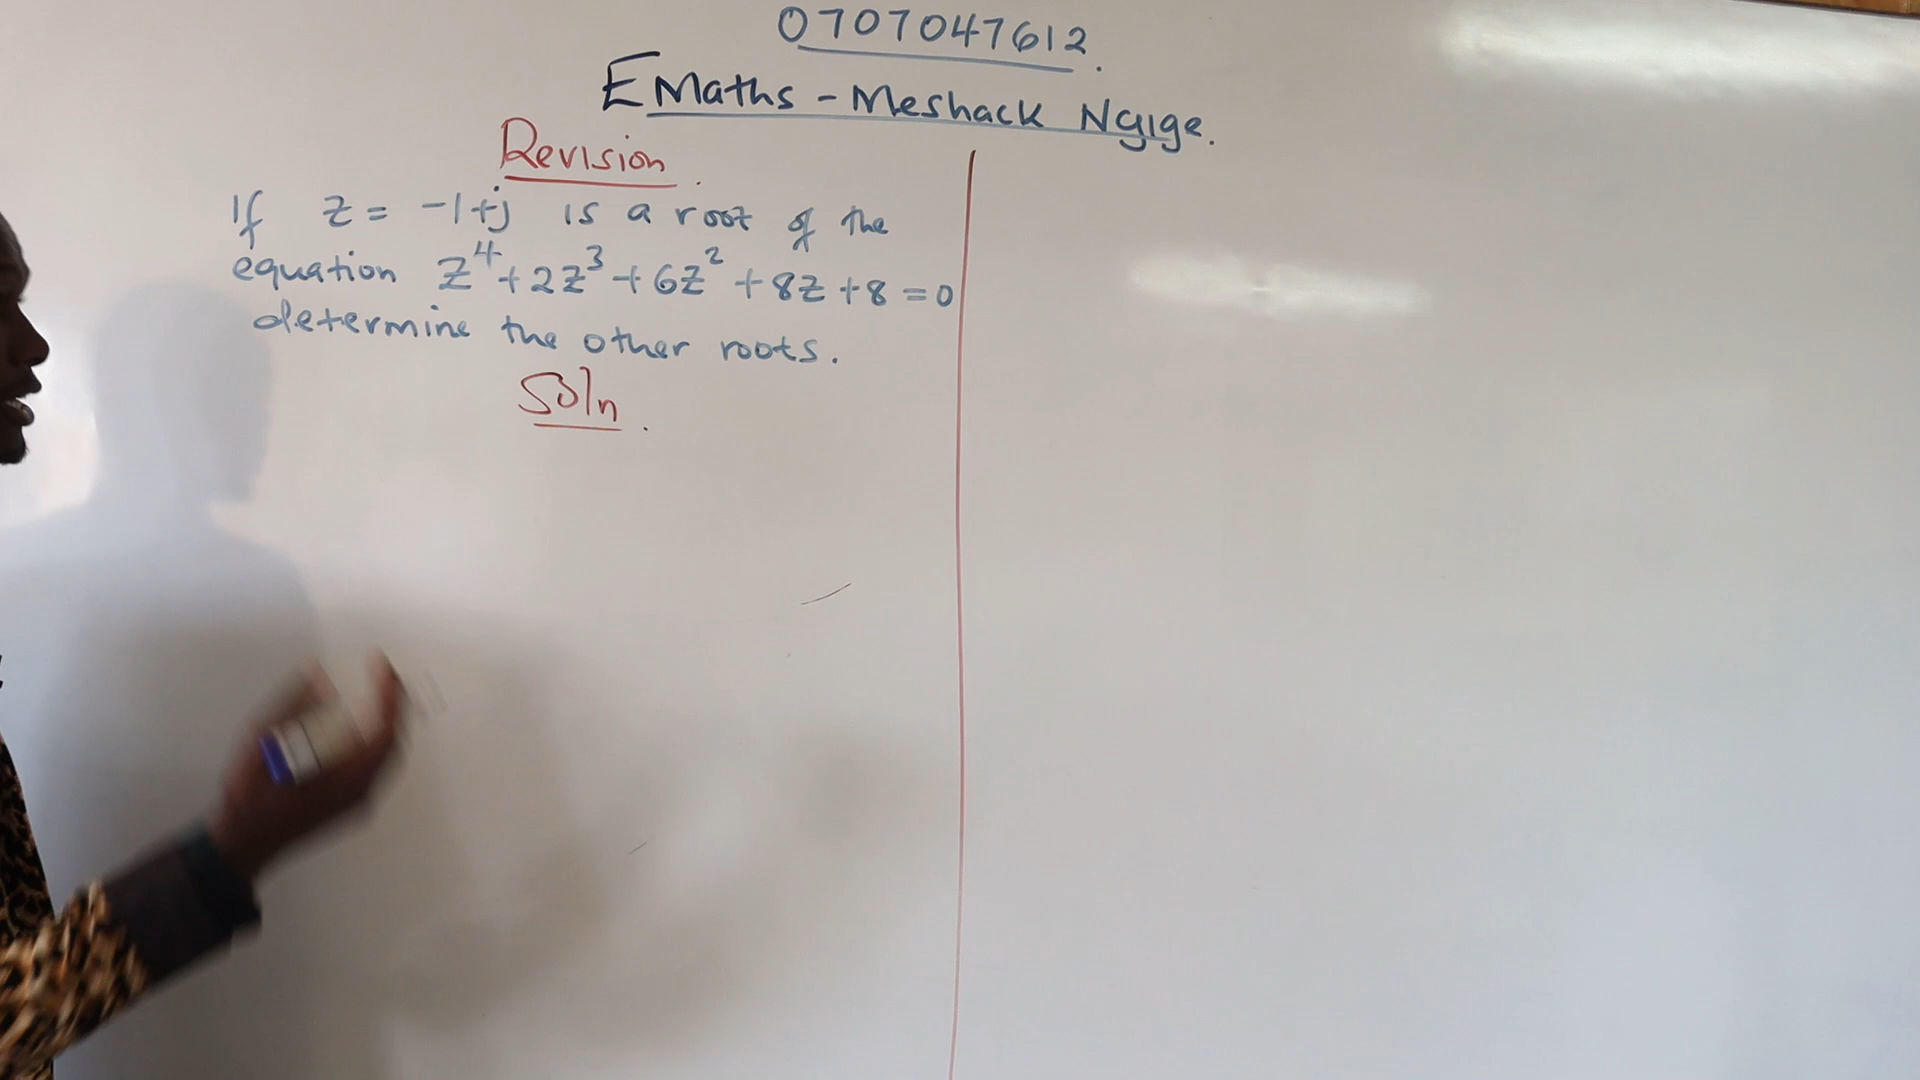 0707047612.
EMaths - Meshack Ngige.
Revision.
If z = -1+j is a root of the
equation z⁴+2z³+6z²+8z+8=0
determine the other roots.
Soln.